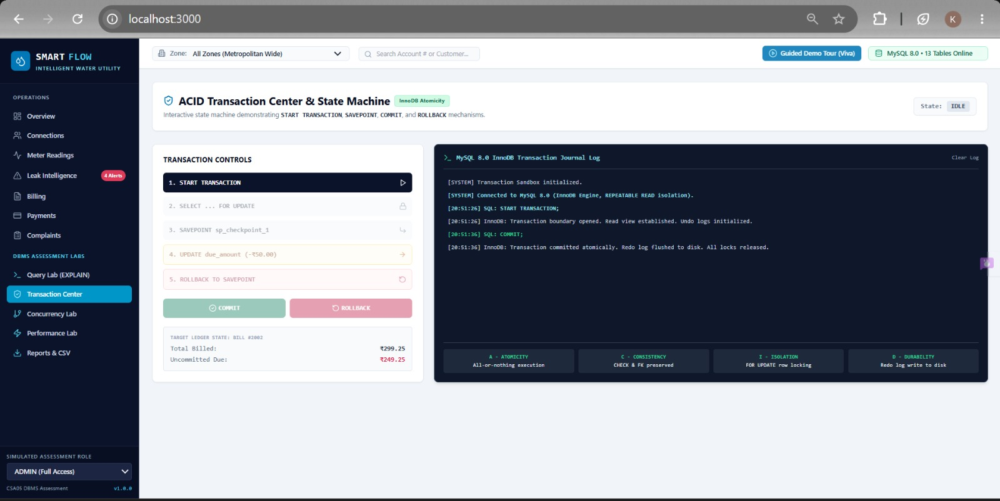 localhost:3000
K
SMART FLOW
INTELLIGENT WATER UTILITY
OPERATIONS
Overview
Connections
Meter Readings
Leak Intelligence 4 Alerts
Billing
Payments
Complaints
DBMS ASSESSMENT LABS
Query Lab (EXPLAIN)
Transaction Center
Concurrency Lab
Performance Lab
Reports & CSV
SIMULATED ASSESSMENT ROLE
ADMIN (Full Access)
CSA05 DBMS Assessment v1.0.0
Zone: All Zones (Metropolitan Wide)
Search Account # or Customer...
Guided Demo Tour (Viva)
MySQL 8.0 • 13 Tables Online
ACID Transaction Center & State Machine InnoDB Atomicity
Interactive state machine demonstrating START TRANSACTION, SAVEPOINT, COMMIT, and ROLLBACK mechanisms.
State: IDLE
TRANSACTION CONTROLS
1. START TRANSACTION
2. SELECT ... FOR UPDATE
3. SAVEPOINT sp_checkpoint_1
4. UPDATE due_amount (-₹50.00)
5. ROLLBACK TO SAVEPOINT
COMMIT ROLLBACK
TARGET LEDGER STATE: BILL #2002
Total Billed: ₹299.25
Uncommitted Due: ₹249.25
>_ MySQL 8.0 InnoDB Transaction Journal Log Clear Log
[SYSTEM] Transaction Sandbox initialized.
[SYSTEM] Connected to MySQL 8.0 (InnoDB Engine, REPEATABLE READ isolation).
[20:51:26] SQL: START TRANSACTION;
[20:51:26] InnoDB: Transaction boundary opened. Read view established. Undo logs initialized.
[20:51:36] SQL: COMMIT;
[20:51:36] InnoDB: Transaction committed atomically. Redo log flushed to disk. All locks released.
A - ATOMICITY
All-or-nothing execution
C - CONSISTENCY
CHECK & FK preserved
I - ISOLATION
FOR UPDATE row locking
D - DURABILITY
Redo log write to disk